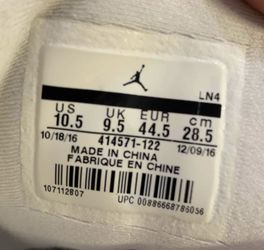 LN4
US UK EUR cm
10.5 9.5 44.5 28.5
10/18/16 414571-122 12/09/16
MADE IN CHINA
FABRIQUE EN CHINE
107112807
UPC 00886668786056